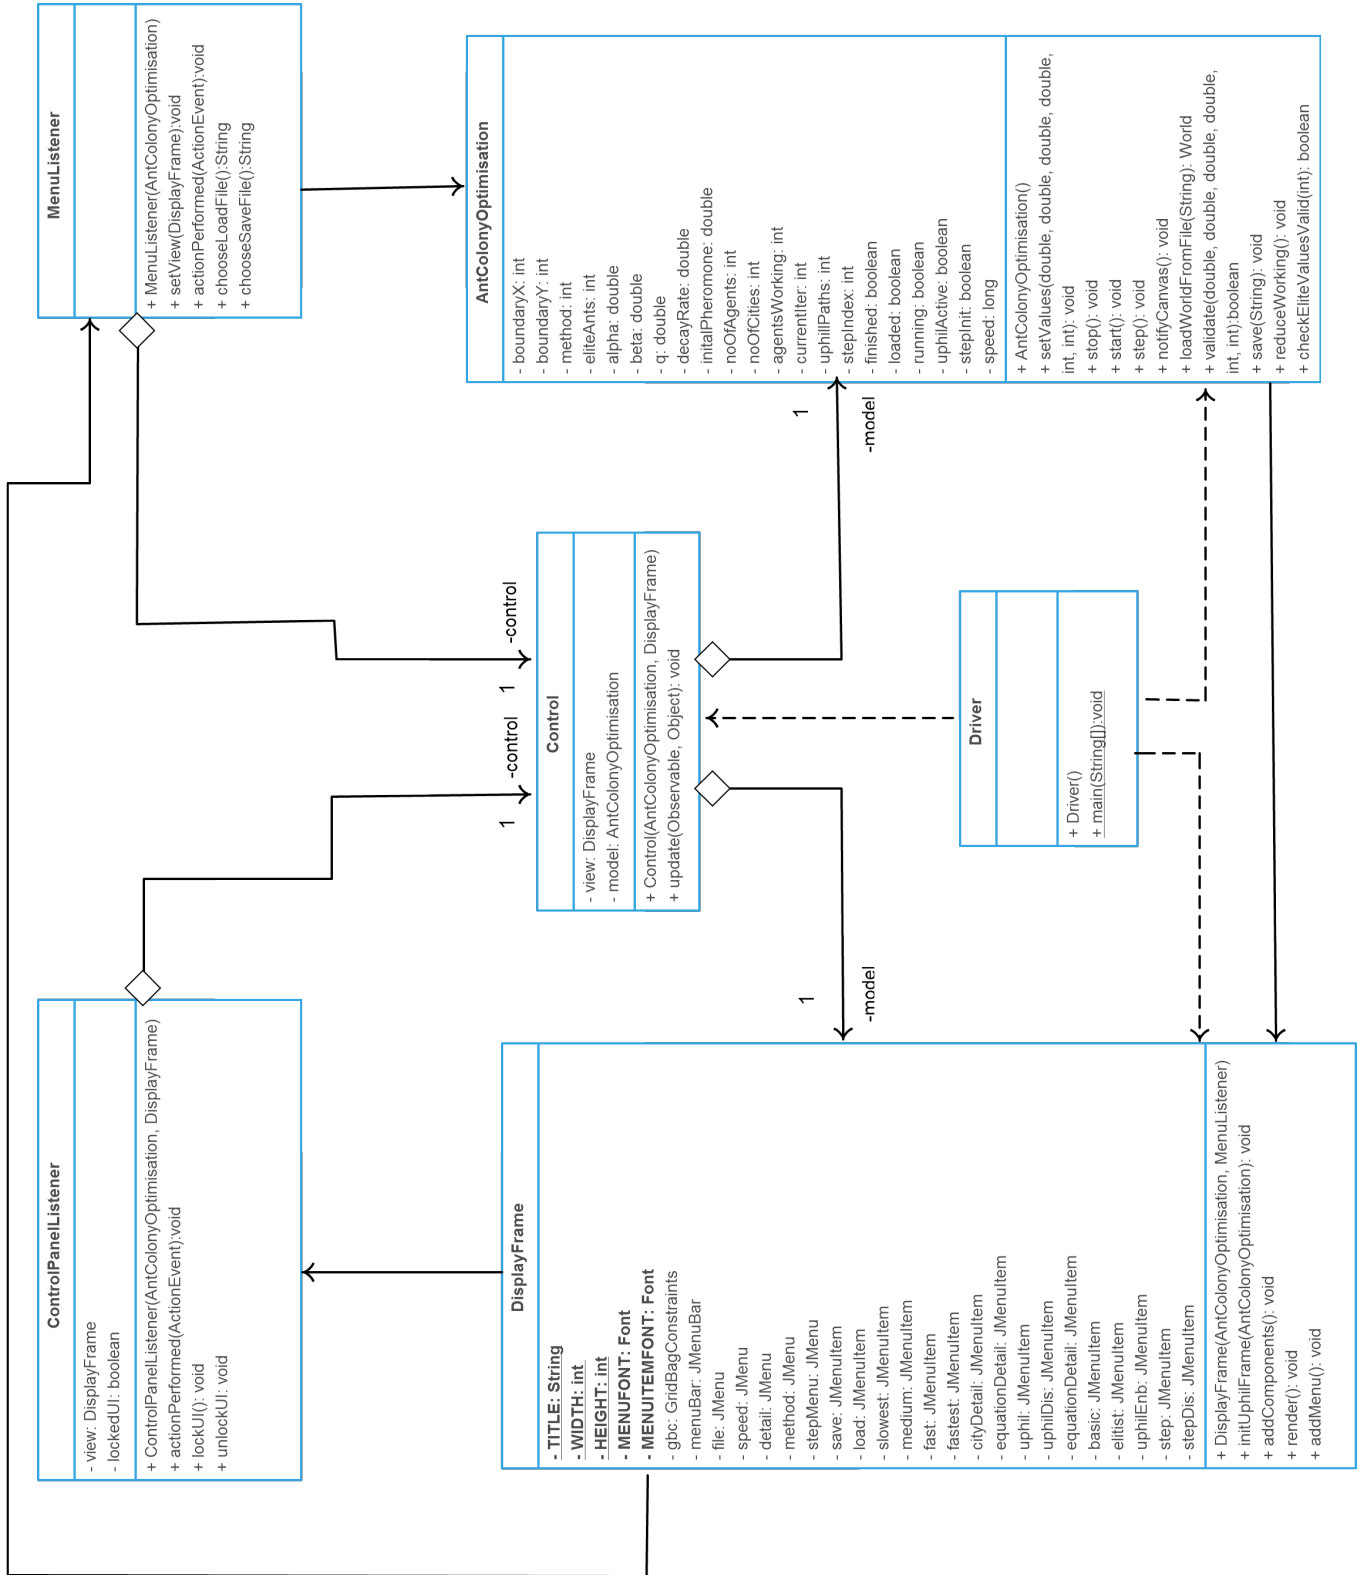 ControlPanelListener
- view: DisplayFrame
- lockedUI: boolean
+ ControlPanelListener(AntColonyOptimisation, DisplayFrame)
+ actionPerformed(ActionEvent):void
+ lockUI(): void
+ unlockUI: void
MenuListener
+ MenuListener(AntColonyOptimisation)
+ setView(DisplayFrame):void
+ actionPerformed(ActionEvent):void
+ chooseLoadFile():String
+ chooseSaveFile():String
1
-control
1
-control
Control
- view: DisplayFrame
- model: AntColonyOptimisation
+ Control(AntColonyOptimisation, DisplayFrame)
+ update(Observable, Object): void
DisplayFrame
- TITLE: String
- WIDTH: int
- HEIGHT: int
- MENUFONT: Font
- MENUITEMFONT: Font
- gbc: GridBagConstraints
- menuBar: JMenuBar
- file: JMenu
- speed: JMenu
- detail: JMenu
- method: JMenu
- stepMenu: JMenu
- save: JMenuItem
- load: JMenuItem
- slowest: JMenuItem
- medium: JMenuItem
- fast: JMenuItem
- fastest: JMenuItem
- cityDetail: JMenuItem
- equationDetail: JMenuItem
- uphil: JMenuItem
- uphilDis: JMenuItem
- equationDetail: JMenuItem
- basic: JMenuItem
- elitist: JMenuItem
- uphilEnb: JMenuItem
- step: JMenuItem
- stepDis: JMenuItem
+ DisplayFrame(AntColonyOptimisation, MenuListener)
+ initUphilFrame(AntColonyOptimisation): void
+ addComponents(): void
+ render(): void
+ addMenu(): void
1
-model
1
-model
Driver
+ Driver()
+ main(String[]):void
AntColonyOptimisation
- boundaryX: int
- boundaryY: int
- method: int
- eliteAnts: int
- alpha: double
- beta: double
- q: double
- decayRate: double
- initalPheromone: double
- noOfAgents: int
- noOfCities: int
- agentsWorking: int
- currentIter: int
- uphillPaths: int
- stepIndex: int
- finished: boolean
- loaded: boolean
- running: boolean
- uphilActive: boolean
- stepInit: boolean
- speed: long
+ AntColonyOptimisation()
+ setValues(double, double, double, double,
int, int): void
+ stop(): void
+ start(): void
+ step(): void
+ notifyCanvas(): void
+ loadWorldFromFile(String): World
+ validate(double, double, double, double,
int, int):boolean
+ save(String): void
+ reduceWorking(): void
+ checkEliteValuesValid(int): boolean